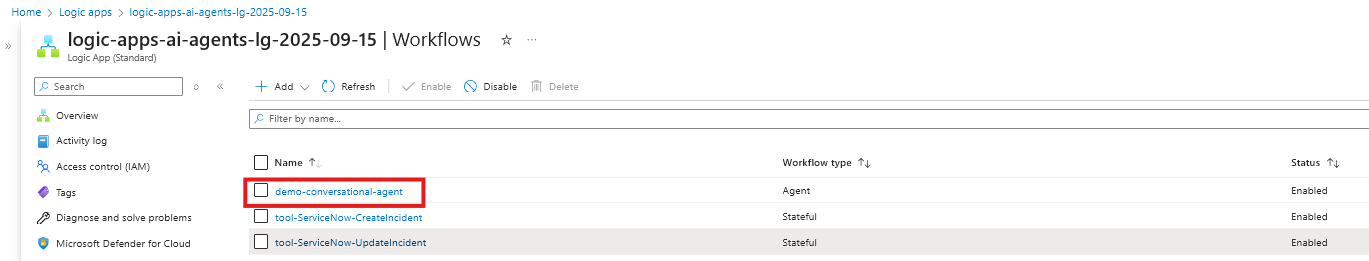 Home > Logic apps > logic-apps-ai-agents-lg-2025-09-15
logic-apps-ai-agents-lg-2025-09-15 | Workflows
Logic App (Standard)
Search
Add Refresh Enable Disable Delete
Overview
Filter by name...
Activity log
Access control (IAM)
Name Workflow type Status
Tags
demo-conversational-agent Agent Enabled
Diagnose and solve problems
tool-ServiceNow-CreateIncident Stateful Enabled
Microsoft Defender for Cloud
tool-ServiceNow-UpdateIncident Stateful Enabled